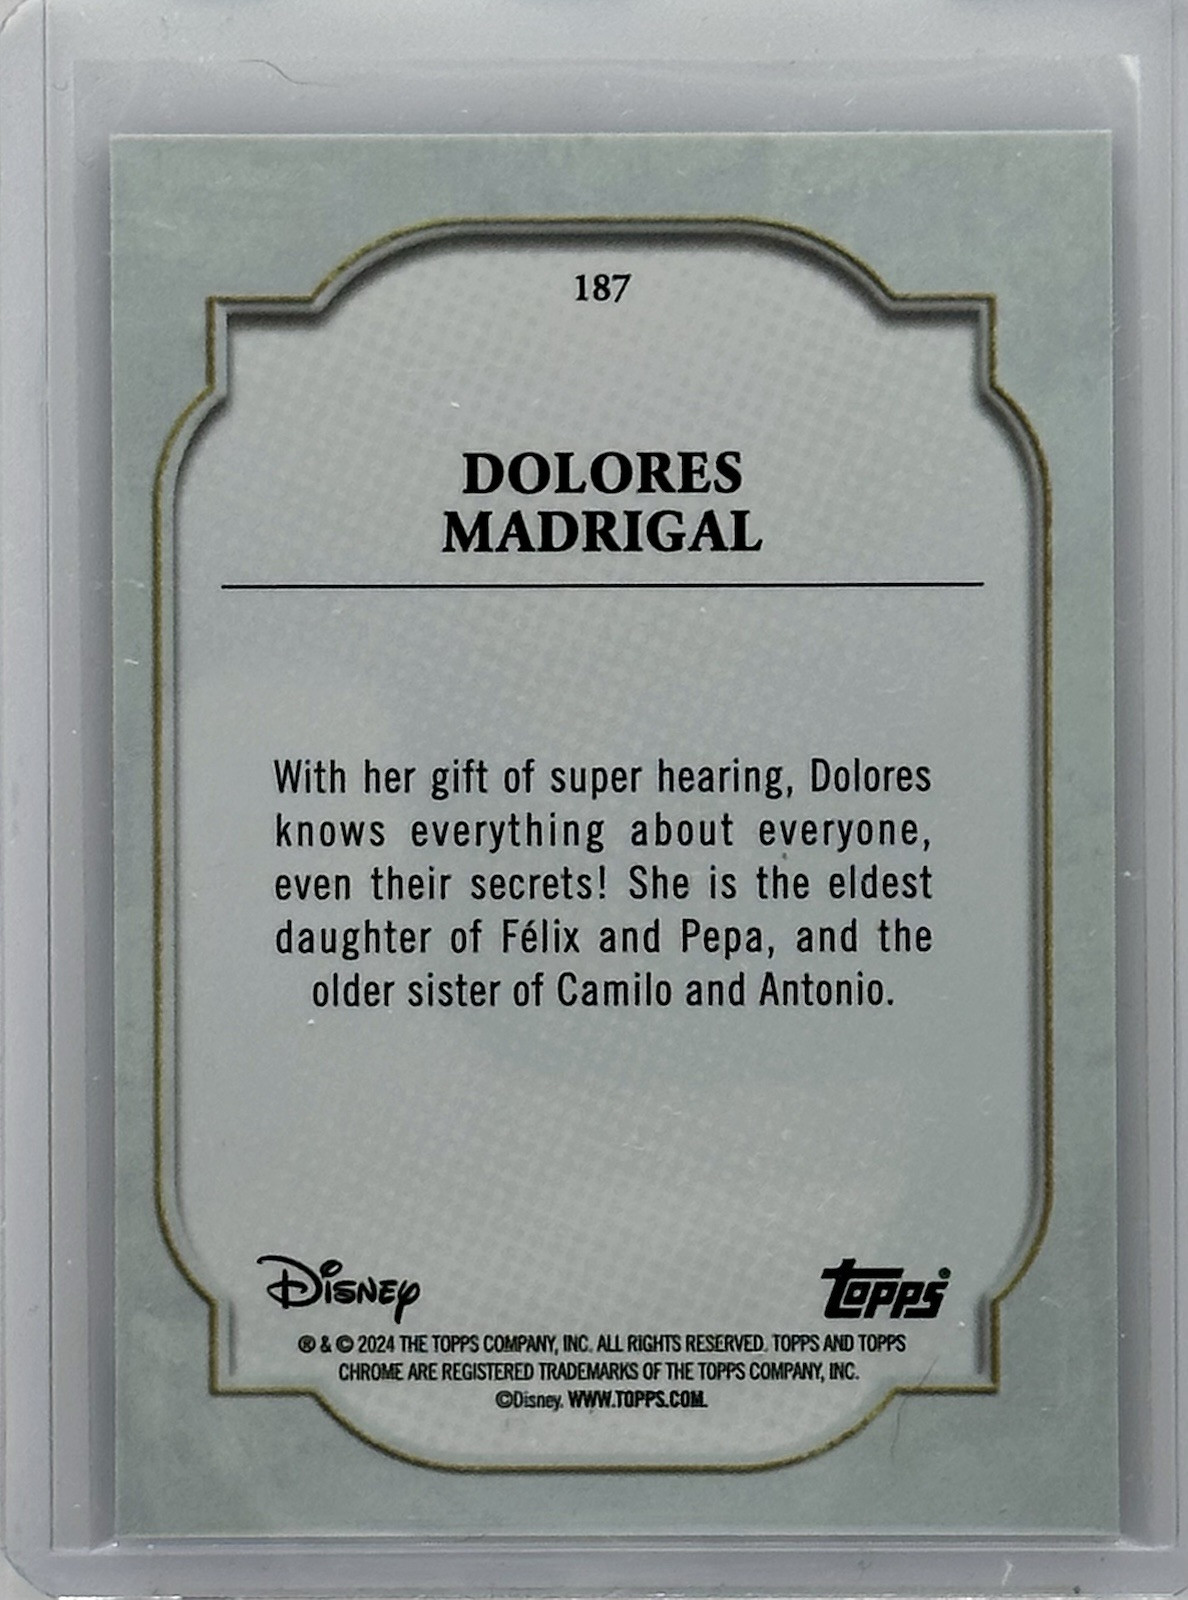 187
DOLORES
MADRIGAL
With her gift of super hearing, Dolores
knows everything about everyone,
even their secrets! She is the eldest
daughter of Félix and Pepa, and the
older sister of Camilo and Antonio.
Disney topps®
® & © 2024 THE TOPPS COMPANY, INC. ALL RIGHTS RESERVED. TOPPS AND TOPPS
CHROME ARE REGISTERED TRADEMARKS OF THE TOPPS COMPANY, INC.
©Disney. WWW.TOPPS.COM.